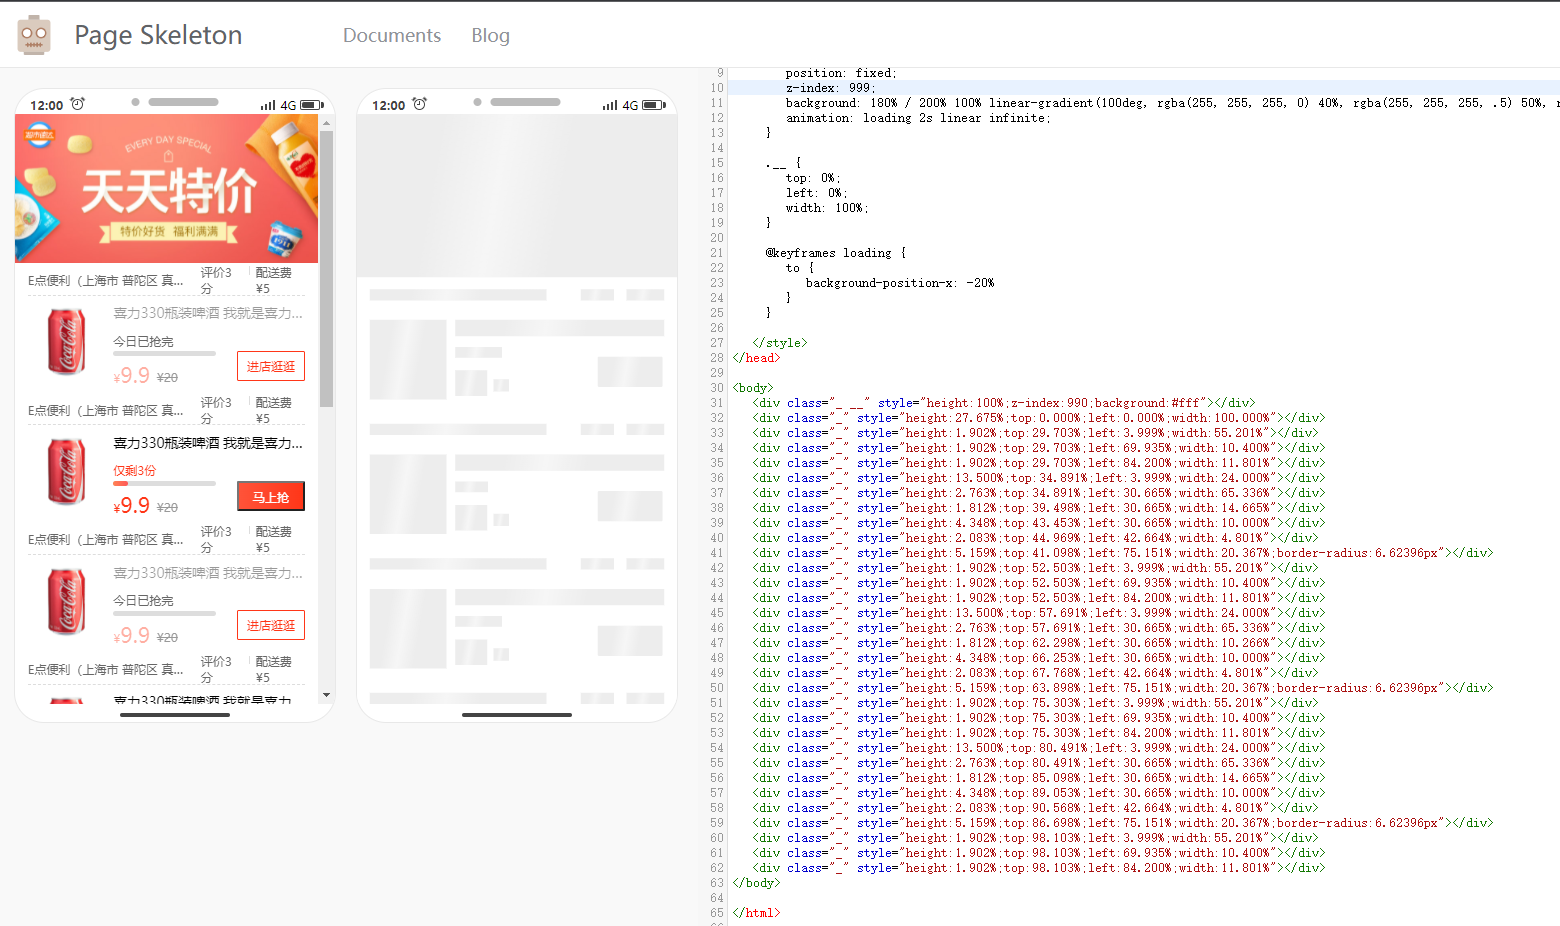 Page Skeleton
Documents
Blog
12:00
4G
EVERY DAY SPECIAL
天天特价
特价好货 福利满满
E点便利（上海市 普陀区 真...
评价3分
配送费¥5
喜力330瓶装啤酒 我就是喜力...
今日已抢完
¥9.9 ¥20
进店逛逛
E点便利（上海市 普陀区 真...
评价3分
配送费¥5
喜力330瓶装啤酒 我就是喜力...
仅剩3份
¥9.9 ¥20
马上抢
E点便利（上海市 普陀区 真...
评价3分
配送费¥5
喜力330瓶装啤酒 我就是喜力...
今日已抢完
¥9.9 ¥20
进店逛逛
E点便利（上海市 普陀区 真...
评价3分
配送费¥5
喜力330瓶装啤酒 我就是喜力...
12:00
4G
9 position: fixed;
10 z-index: 999;
11 background: 180% / 200% 100% linear-gradient(100deg, rgba(255, 255, 255, 0) 40%, rgba(255, 255, 255, .5) 50%, r
12 animation: loading 2s linear infinite;
13 }
14
15 .__ {
16 top: 0%;
17 left: 0%;
18 width: 100%;
19 }
20
21 @keyframes loading {
22 to {
23 background-position-x: -20%
24 }
25 }
26
27 </style>
28 </head>
29
30 <body>
31 <div class="_ __" style="height:100%;z-index:990;background:#fff"></div>
32 <div class="_" style="height:27.675%;top:0.000%;left:0.000%;width:100.000%"></div>
33 <div class="_" style="height:1.902%;top:29.703%;left:3.999%;width:55.201%"></div>
34 <div class="_" style="height:1.902%;top:29.703%;left:69.935%;width:10.400%"></div>
35 <div class="_" style="height:1.902%;top:29.703%;left:84.200%;width:11.801%"></div>
36 <div class="_" style="height:13.500%;top:34.891%;left:3.999%;width:24.000%"></div>
37 <div class="_" style="height:2.763%;top:34.891%;left:30.665%;width:65.336%"></div>
38 <div class="_" style="height:1.812%;top:39.498%;left:30.665%;width:14.665%"></div>
39 <div class="_" style="height:4.348%;top:43.453%;left:30.665%;width:10.000%"></div>
40 <div class="_" style="height:2.083%;top:44.969%;left:42.664%;width:4.801%"></div>
41 <div class="_" style="height:5.159%;top:41.098%;left:75.151%;width:20.367%;border-radius:6.62396px"></div>
42 <div class="_" style="height:1.902%;top:52.503%;left:3.999%;width:55.201%"></div>
43 <div class="_" style="height:1.902%;top:52.503%;left:69.935%;width:10.400%"></div>
44 <div class="_" style="height:1.902%;top:52.503%;left:84.200%;width:11.801%"></div>
45 <div class="_" style="height:13.500%;top:57.691%;left:3.999%;width:24.000%"></div>
46 <div class="_" style="height:2.763%;top:57.691%;left:30.665%;width:65.336%"></div>
47 <div class="_" style="height:1.812%;top:62.298%;left:30.665%;width:10.266%"></div>
48 <div class="_" style="height:4.348%;top:66.253%;left:30.665%;width:10.000%"></div>
49 <div class="_" style="height:2.083%;top:67.768%;left:42.664%;width:4.801%"></div>
50 <div class="_" style="height:5.159%;top:63.898%;left:75.151%;width:20.367%;border-radius:6.62396px"></div>
51 <div class="_" style="height:1.902%;top:75.303%;left:3.999%;width:55.201%"></div>
52 <div class="_" style="height:1.902%;top:75.303%;left:69.935%;width:10.400%"></div>
53 <div class="_" style="height:1.902%;top:75.303%;left:84.200%;width:11.801%"></div>
54 <div class="_" style="height:13.500%;top:80.491%;left:3.999%;width:24.000%"></div>
55 <div class="_" style="height:2.763%;top:80.491%;left:30.665%;width:65.336%"></div>
56 <div class="_" style="height:1.812%;top:85.098%;left:30.665%;width:14.665%"></div>
57 <div class="_" style="height:4.348%;top:89.053%;left:30.665%;width:10.000%"></div>
58 <div class="_" style="height:2.083%;top:90.568%;left:42.664%;width:4.801%"></div>
59 <div class="_" style="height:5.159%;top:86.698%;left:75.151%;width:20.367%;border-radius:6.62396px"></div>
60 <div class="_" style="height:1.902%;top:98.103%;left:3.999%;width:55.201%"></div>
61 <div class="_" style="height:1.902%;top:98.103%;left:69.935%;width:10.400%"></div>
62 <div class="_" style="height:1.902%;top:98.103%;left:84.200%;width:11.801%"></div>
63 </body>
64
65 </html>